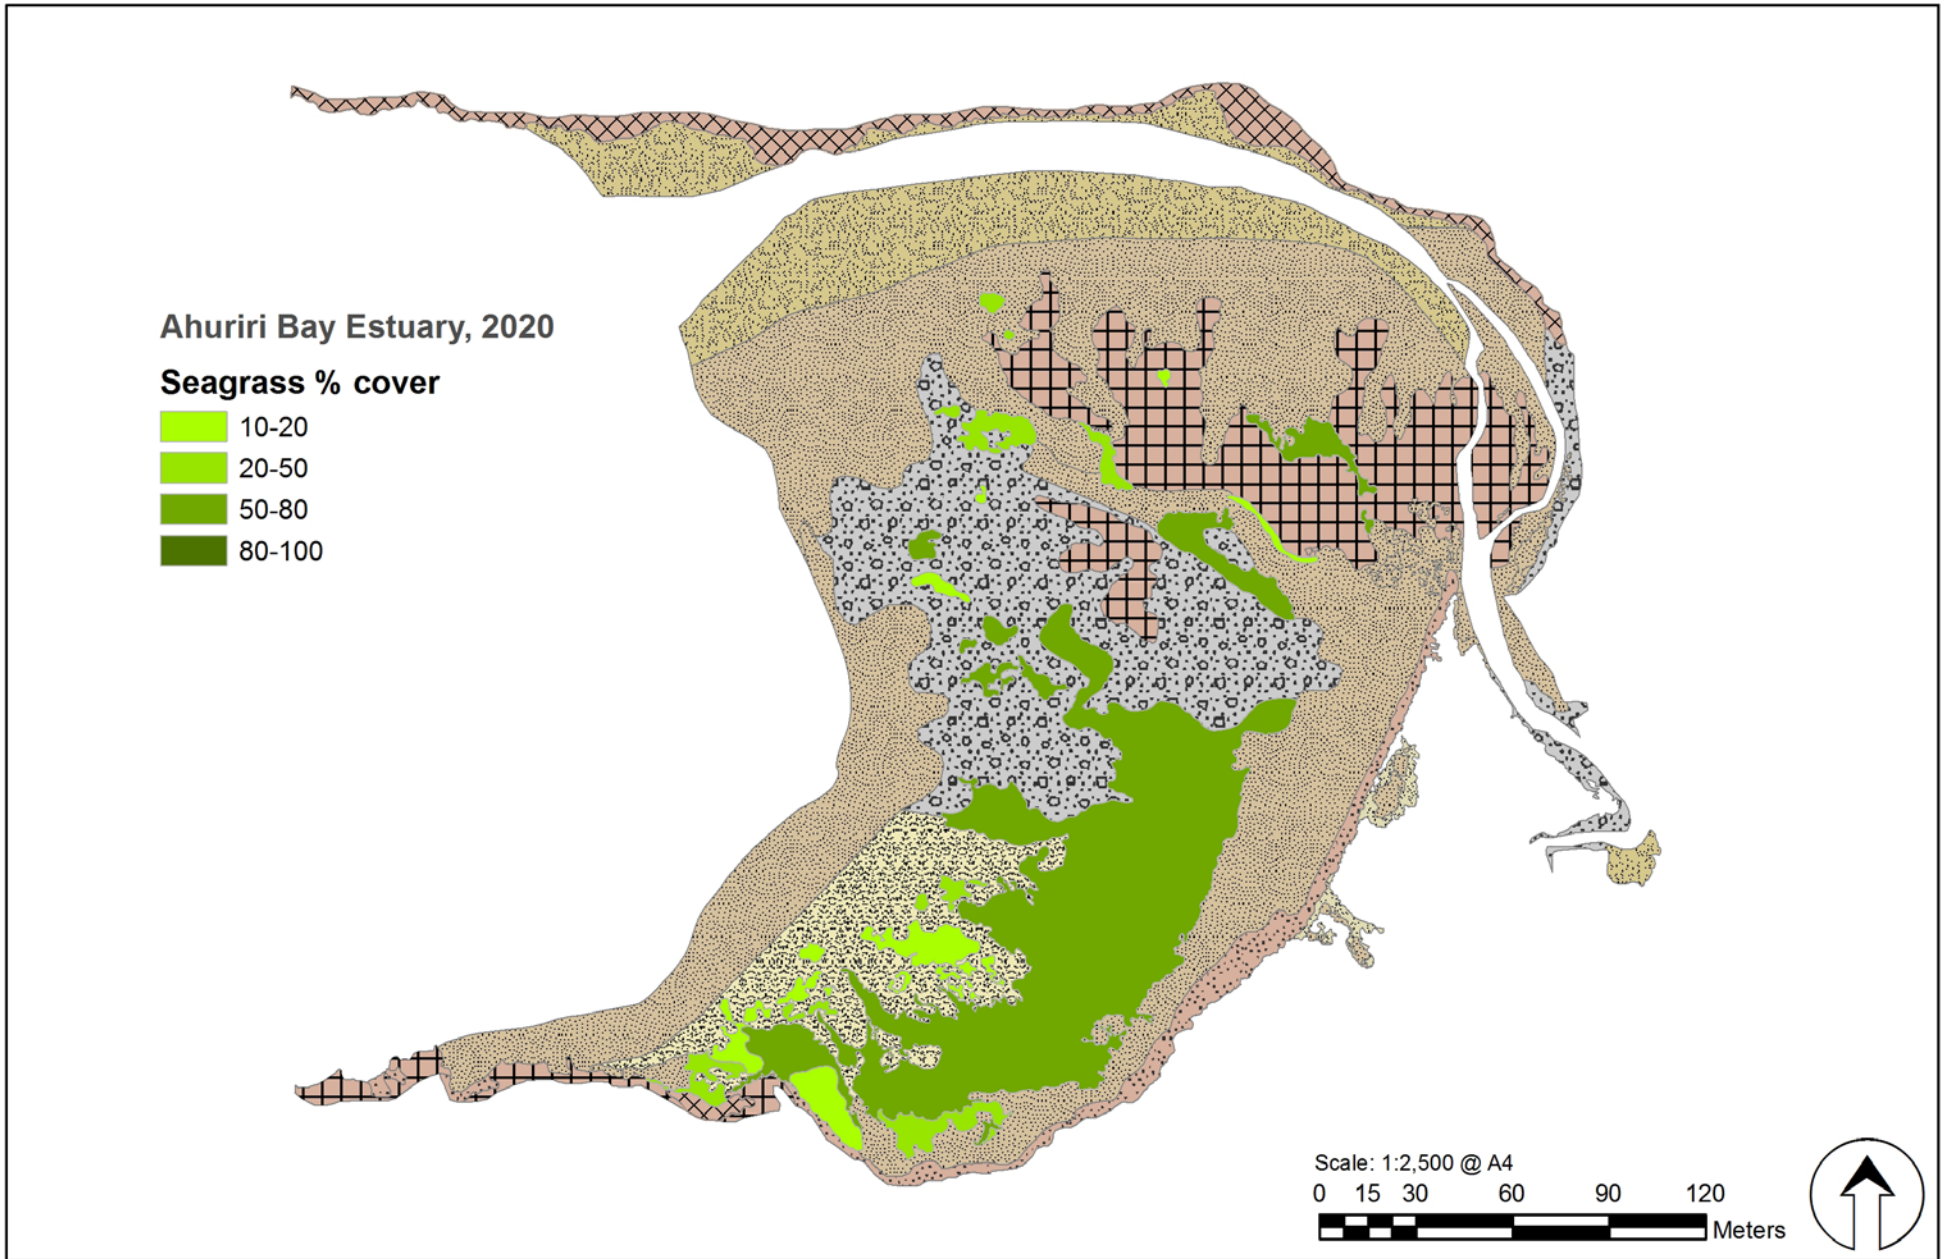 Ahuriri Bay Estuary, 2020
Seagrass % cover
10-20
20-50
50-80
80-100
Scale: 1:2,500 @ A4
0 15 30 60 90 120
Meters